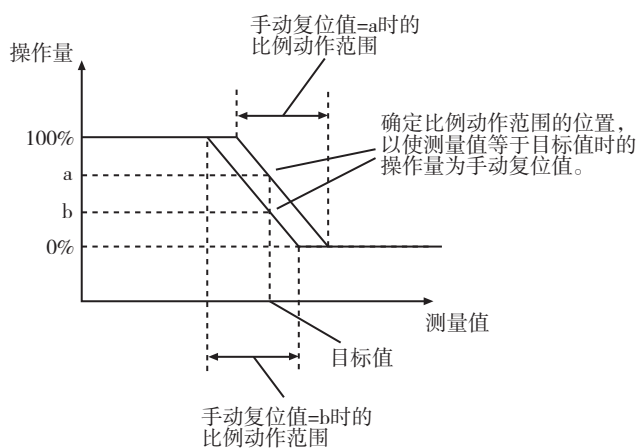 手动复位值=a时的
比例动作范围
操作量
确定比例动作范围的位置，
以使测量值等于目标值时的
操作量为手动复位值。
100%
a
b
0%
测量值
目标值
手动复位值=b时的
比例动作范围